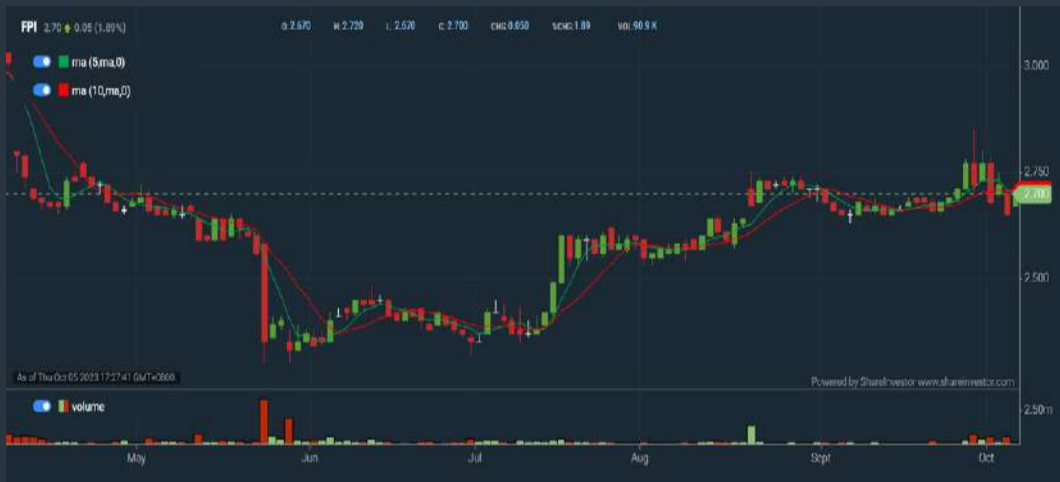 FPI 2.70 0.05 (1.89%) O: 2.670 H: 2.720 L: 2.670 C: 2.700 CHG: 0.050 %CHG: 1.89 VOL: 90.9 K
ma (5,ma,0)
3.000
ma (10,ma,0)
2.750
2.700
2.500
As of Thu Oct 05 2023 17:27:41 GMT+0800
Powered by ShareInvestor www.shareinvestor.com
volume
2.50m
May Jun Jul Aug Sept Oct